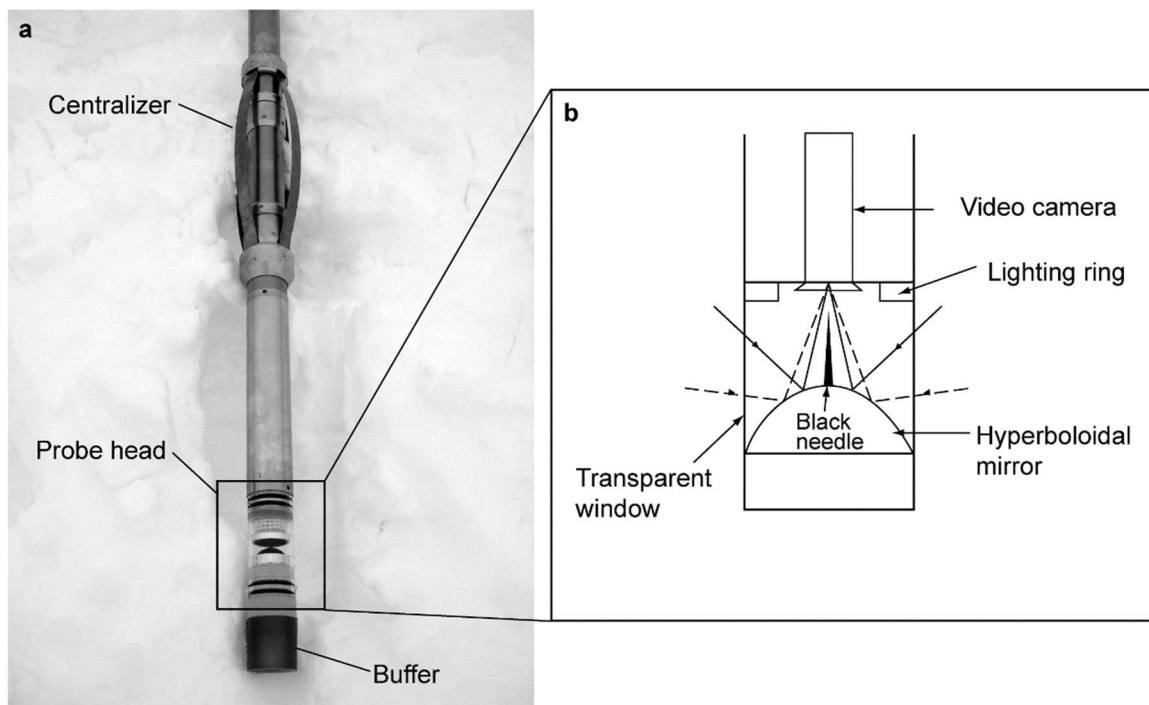 a
Centralizer
Probe head
Buffer
b
Video camera
Lighting ring
Black
needle
Hyperboloidal
mirror
Transparent
window